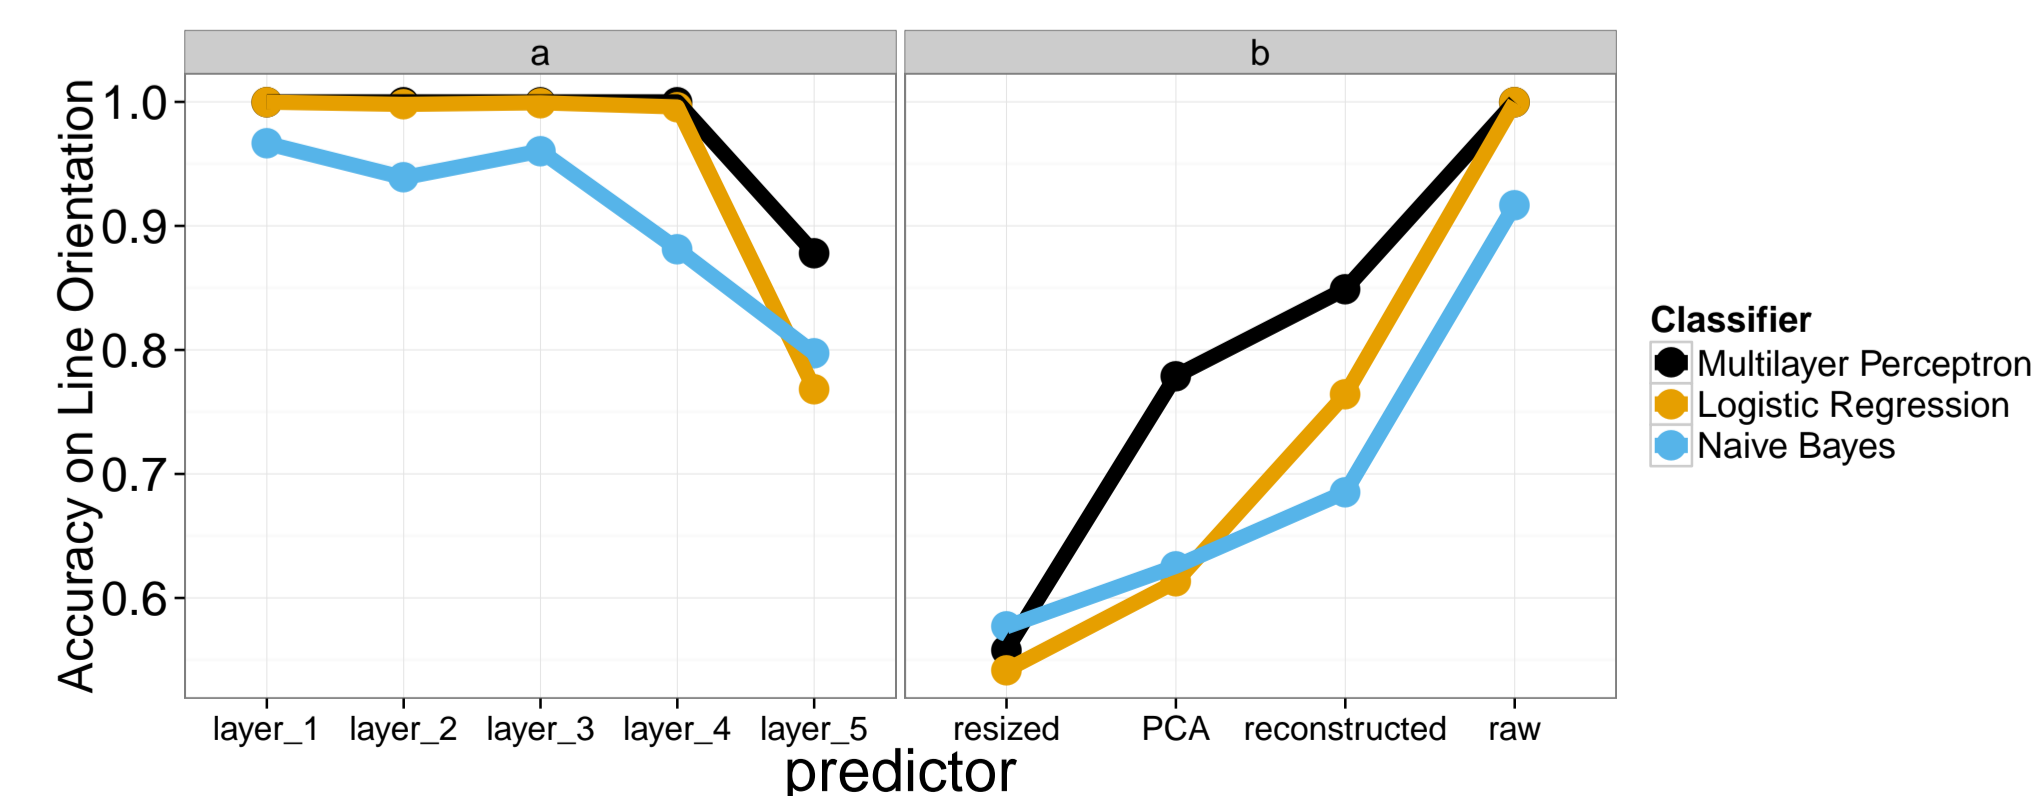 a
b
Accuracy on Line Orientation
1.0
0.9
0.8
0.7
0.6
layer_1 layer_2 layer_3 layer_4 layer_5
resized PCA reconstructed raw
predictor
Classifier
Multilayer Perceptron
Logistic Regression
Naive Bayes